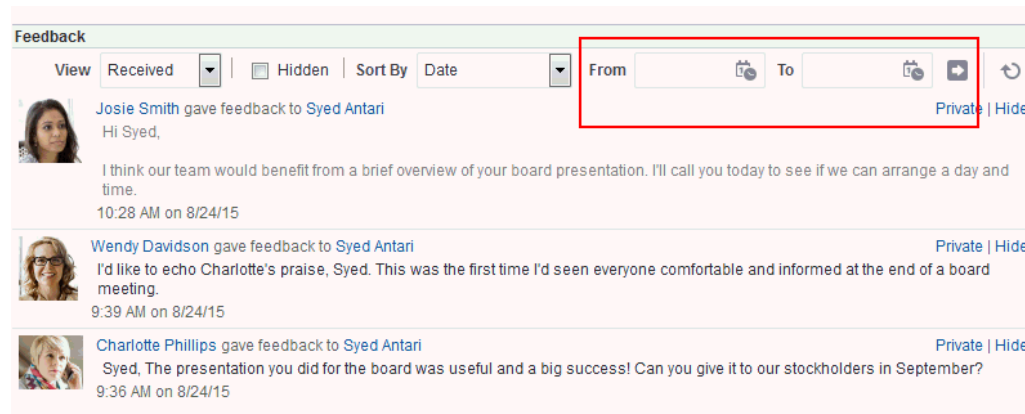 Feedback
View Received Hidden Sort By Date From To
Josie Smith gave feedback to Syed Antari Private | Hide
Hi Syed,
I think our team would benefit from a brief overview of your board presentation. I'll call you today to see if we can arrange a day and
time.
10:28 AM on 8/24/15
Wendy Davidson gave feedback to Syed Antari Private | Hide
I'd like to echo Charlotte's praise, Syed. This was the first time I'd seen everyone comfortable and informed at the end of a board
meeting.
9:39 AM on 8/24/15
Charlotte Phillips gave feedback to Syed Antari Private | Hide
Syed, The presentation you did for the board was useful and a big success! Can you give it to our stockholders in September?
9:36 AM on 8/24/15